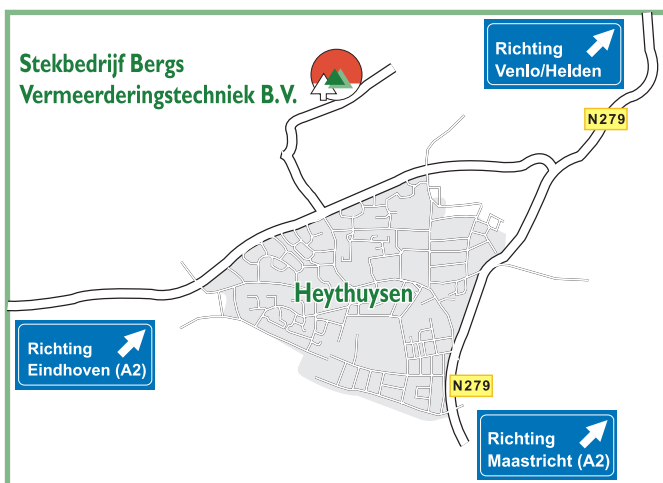 Stekbedrijf Bergs
Vermeerderingstechniek B.V.
Richting
Venlo/Helden
N279
Heythuysen
Richting
Eindhoven (A2)
N279
Richting
Maastricht (A2)